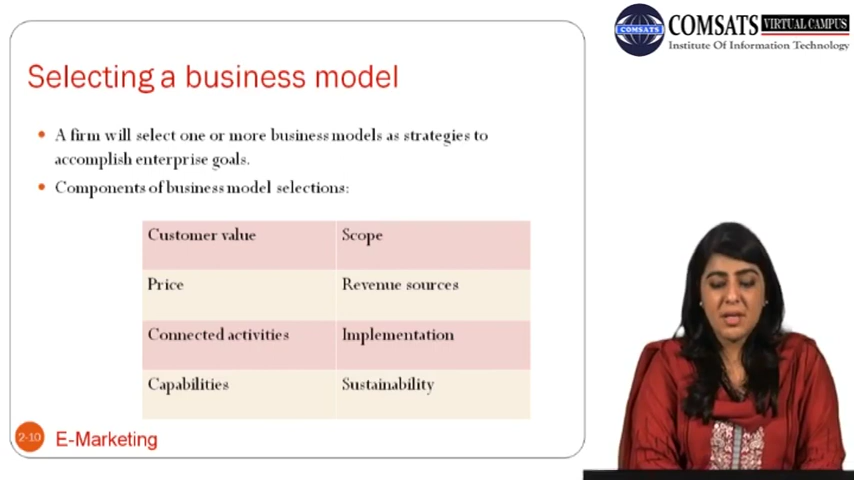 COMSATS VIRTUAL CAMPUS
Institute Of Information Technology
COMSATS
Selecting a business model
A firm will select one or more business models as strategies to
accomplish enterprise goals.
Components of business model selections:
Customer value Scope
Price Revenue sources
Connected activities Implementation
Capabilities Sustainability
2-10 E-Marketing